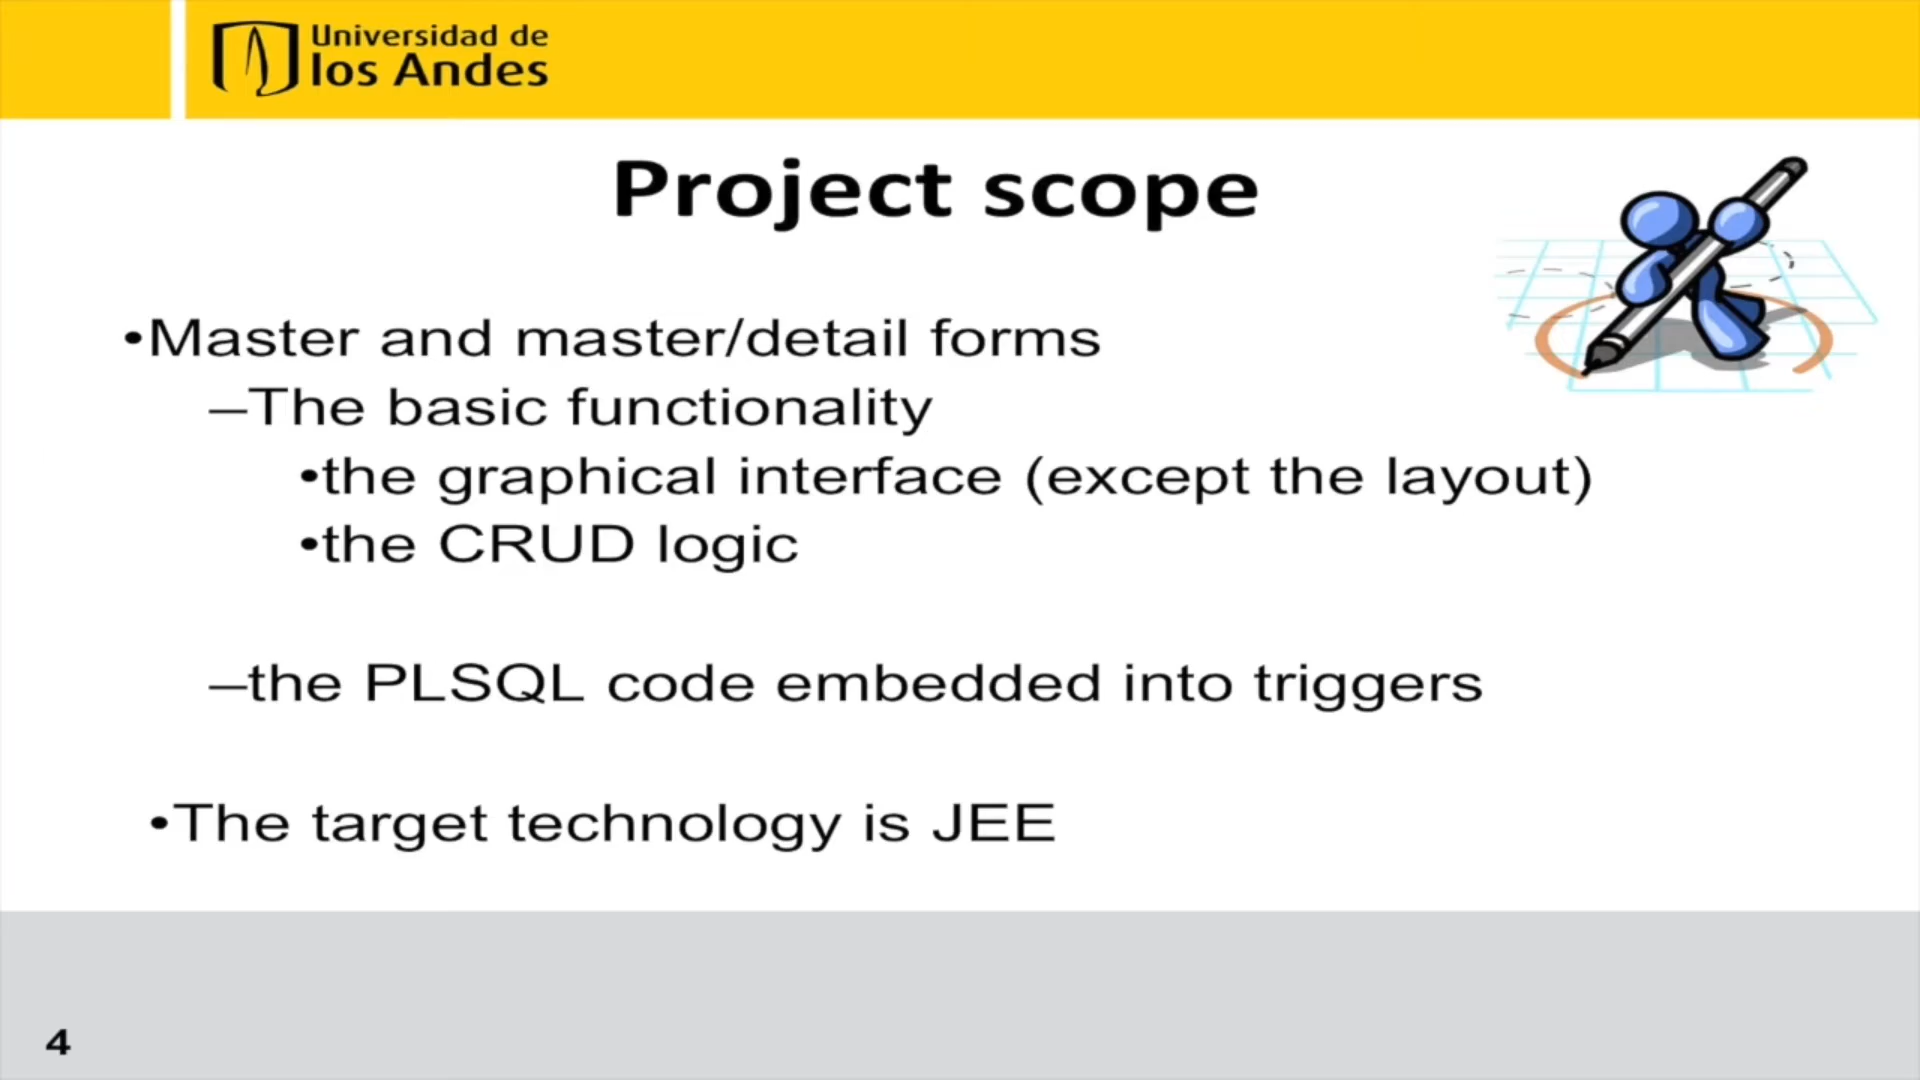 Universidad de
los Andes
Project scope
•Master and master/detail forms
–The basic functionality
•the graphical interface (except the layout)
•the CRUD logic
–the PLSQL code embedded into triggers
•The target technology is JEE
4